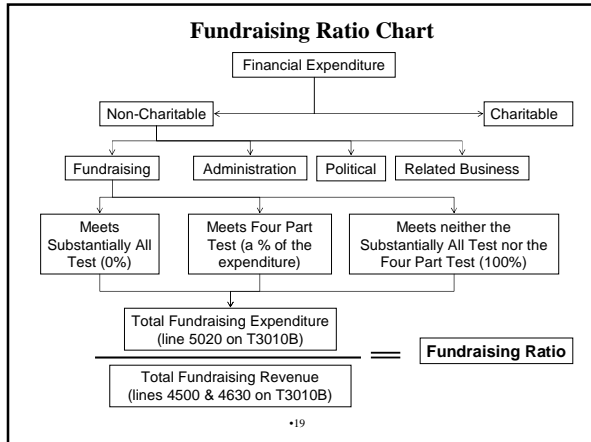 Fundraising Ratio Chart
Financial Expenditure
Non-Charitable
Charitable
Fundraising
Administration
Political
Related Business
Meets
Substantially All
Test (0%)
Meets Four Part
Test (a % of the
expenditure)
Meets neither the
Substantially All Test nor the
Four Part Test (100%)
Total Fundraising Expenditure
(line 5020 on T3010B)
=
Fundraising Ratio
Total Fundraising Revenue
(lines 4500 & 4630 on T3010B)
•19